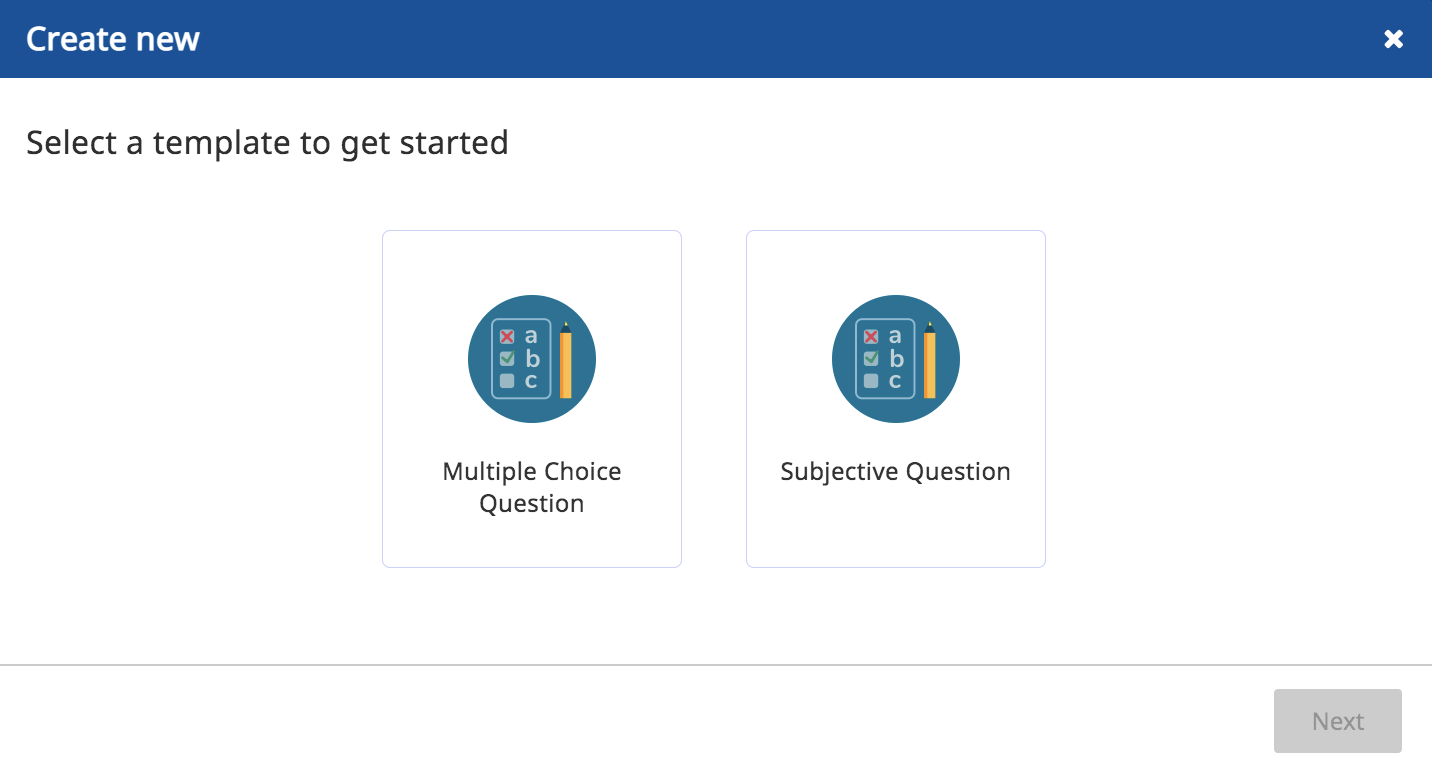 Create new
Select a template to get started
a
b
c
a
b
c
Multiple Choice
Question
Subjective Question
Next